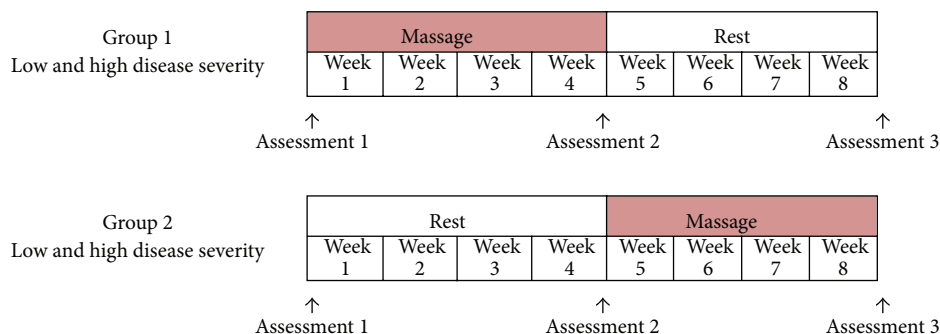 Group 1
Low and high disease severity
Massage Rest
Week Week Week Week Week Week Week Week
1 2 3 4 5 6 7 8
Assessment 1 Assessment 2 Assessment 3
Group 2
Low and high disease severity
Rest Massage
Week Week Week Week Week Week Week Week
1 2 3 4 5 6 7 8
Assessment 1 Assessment 2 Assessment 3